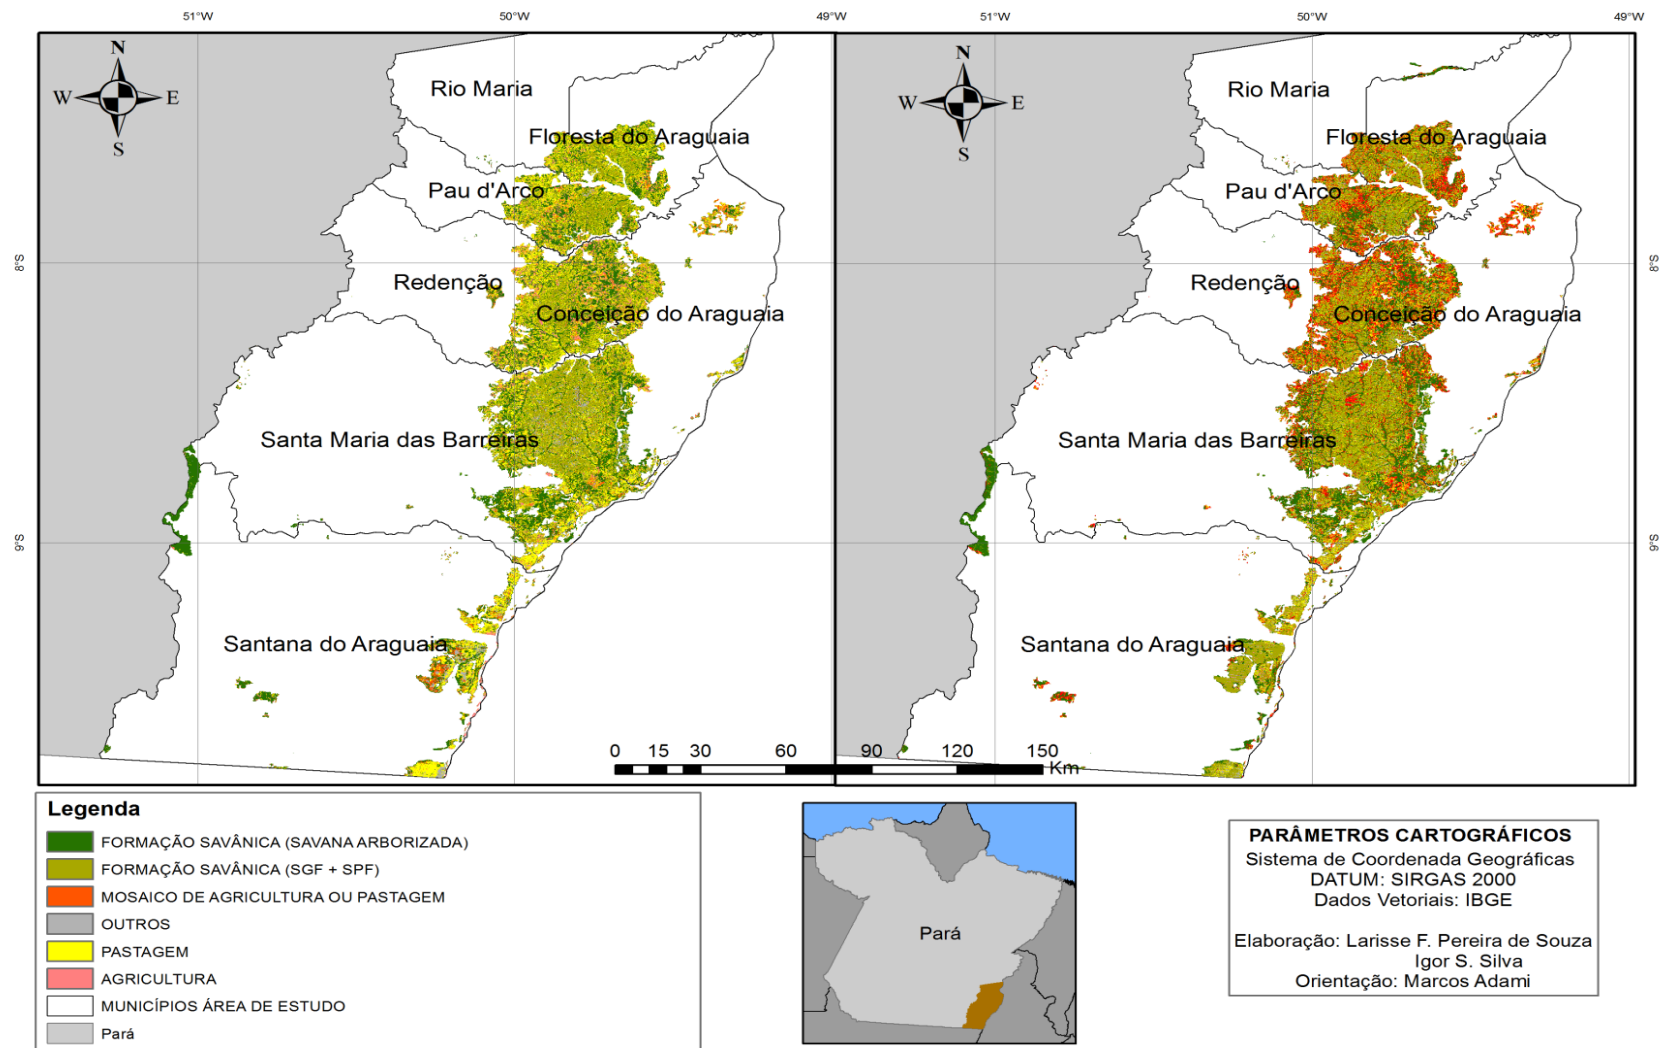 51°W 50°W 49°W 51°W 50°W 49°W
N
W E
S
Rio Maria
Floresta do Araguaia
Pau d'Arco
8°S
Redenção
Conceição do Araguaia
Santa Maria das Barreiras
9°S
Santana do Araguaia
N
W E
S
Rio Maria
Floresta do Araguaia
Pau d'Arco
8°S
Redenção
Conceição do Araguaia
Santa Maria das Barreiras
9°S
Santana do Araguaia
0 15 30 60 90 120 150
Km
Legenda
FORMAÇÃO SAVÂNICA (SAVANA ARBORIZADA)
FORMAÇÃO SAVÂNICA (SGF + SPF)
MOSAICO DE AGRICULTURA OU PASTAGEM
OUTROS
PASTAGEM
AGRICULTURA
MUNICÍPIOS ÁREA DE ESTUDO
Pará
Pará
PARÂMETROS CARTOGRÁFICOS
Sistema de Coordenada Geográficas
DATUM: SIRGAS 2000
Dados Vetoriais: IBGE
Elaboração: Larisse F. Pereira de Souza
Igor S. Silva
Orientação: Marcos Adami